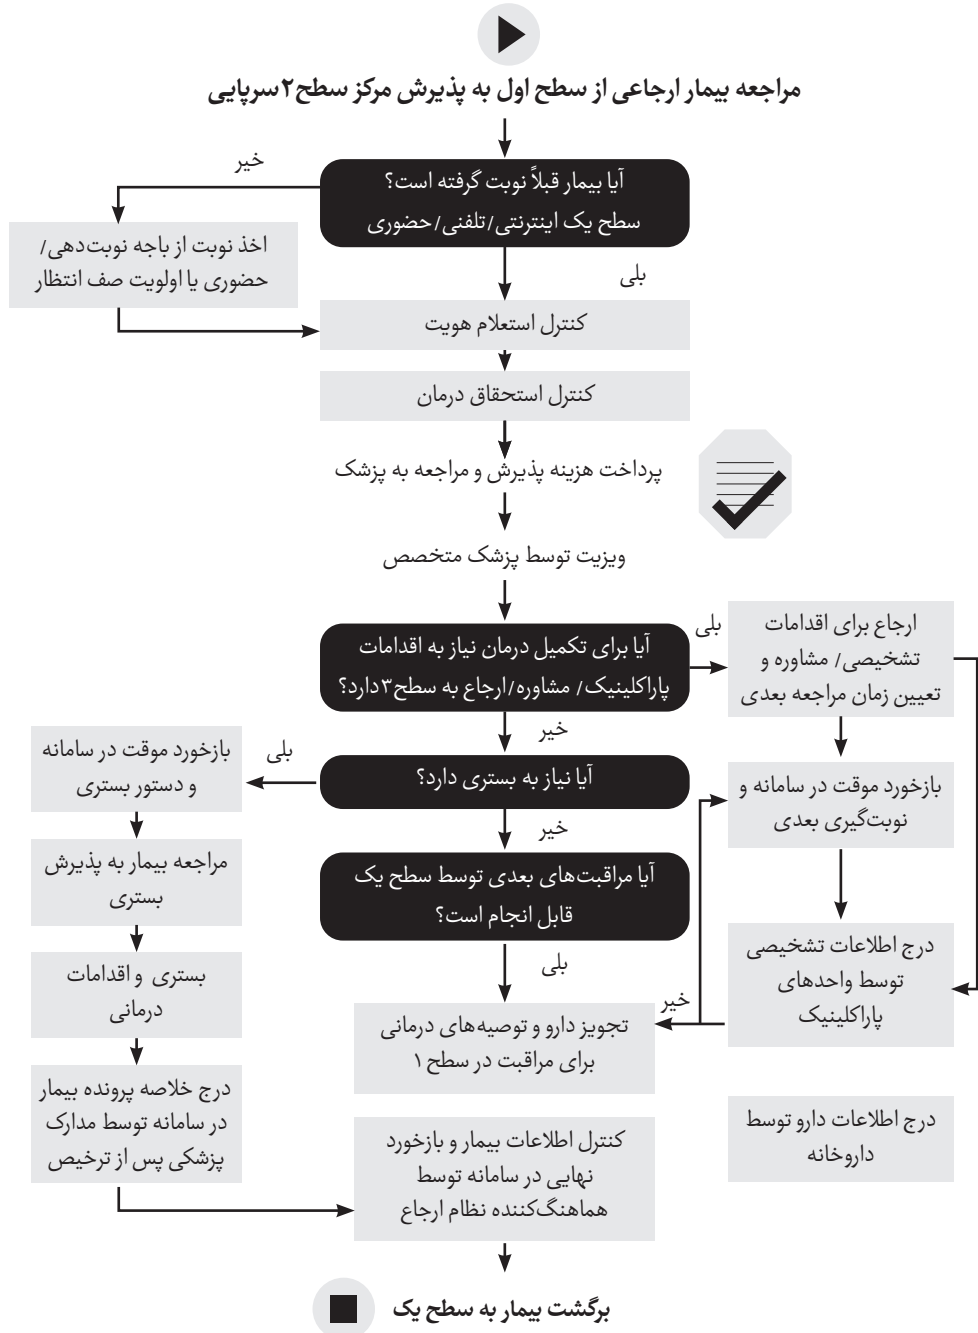 مراجعه بیمار ارجاعی از سطح اول به پذیرش مرکز سطح۲سرپایی
خیر
آیا بیمار قبلاً نوبت گرفته است؟
سطح یک اینترنتی/تلفنی/حضوری
اخذ نوبت از باجه نوبت‌دهی/
حضوری یا اولویت صف انتظار
بلی
کنترل استعلام هویت
کنترل استحقاق درمان
پرداخت هزینه پذیرش و مراجعه به پزشک
ویزیت توسط پزشک متخصص
آیا برای تکمیل درمان نیاز به اقدامات
پاراکلینیک/ مشاوره/ارجاع به سطح۳دارد؟
بلی
ارجاع برای اقدامات
تشخیصی/ مشاوره و
تعیین زمان مراجعه بعدی
خیر
آیا نیاز به بستری دارد؟
بلی
بازخورد موقت در سامانه
و دستور بستری
بازخورد موقت در سامانه و
نوبت‌گیری بعدی
خیر
آیا مراقبت‌های بعدی توسط سطح یک
قابل انجام است؟
مراجعه بیمار به پذیرش
بستری
بلی
درج اطلاعات تشخیصی
توسط واحدهای
پاراکلینیک
بستری و اقدامات
درمانی
خیر
تجویز دارو و توصیه‌های درمانی
برای مراقبت در سطح ۱
درج خلاصه پرونده بیمار
در سامانه توسط مدارک
پزشکی پس از ترخیص
درج اطلاعات دارو توسط
داروخانه
کنترل اطلاعات بیمار و بازخورد
نهایی در سامانه توسط
هماهنگ‌کننده نظام ارجاع
برگشت بیمار به سطح یک